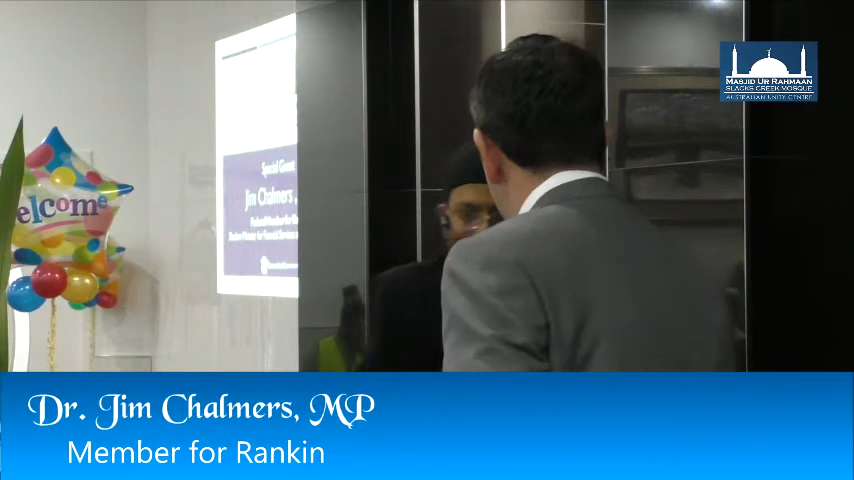 MASJID UR RAHMAAN
SLACKS CREEK MOSQUE
AUSTRALIAN UNITY CENTRE
elcome
Special Guest
Jim Chalmers
Dr. Jim Chalmers, MP
Member for Rankin